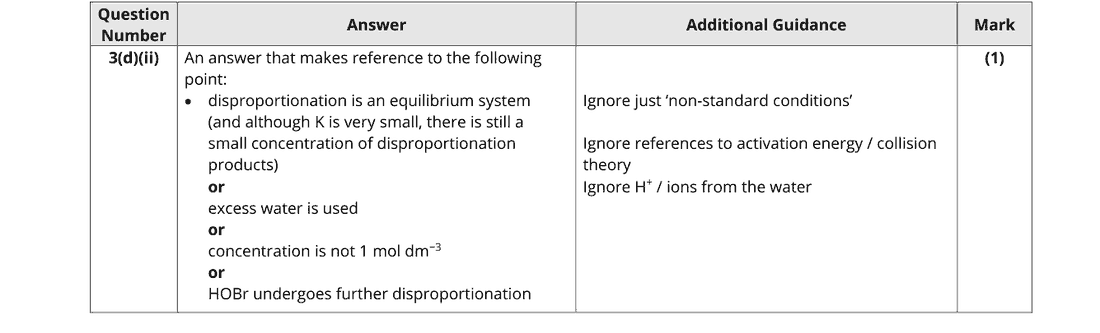 Question Number
Answer
Additional Guidance
Mark
3(d)(ii)
An answer that makes reference to the following
point:
• disproportionation is an equilibrium system
(and although K is very small, there is still a
small concentration of disproportionation
products)
or
excess water is used
or
concentration is not 1 mol dm⁻³
or
HOBr undergoes further disproportionation
Ignore just ‘non-standard conditions’
Ignore references to activation energy / collision
theory
Ignore H⁺ / ions from the water
(1)